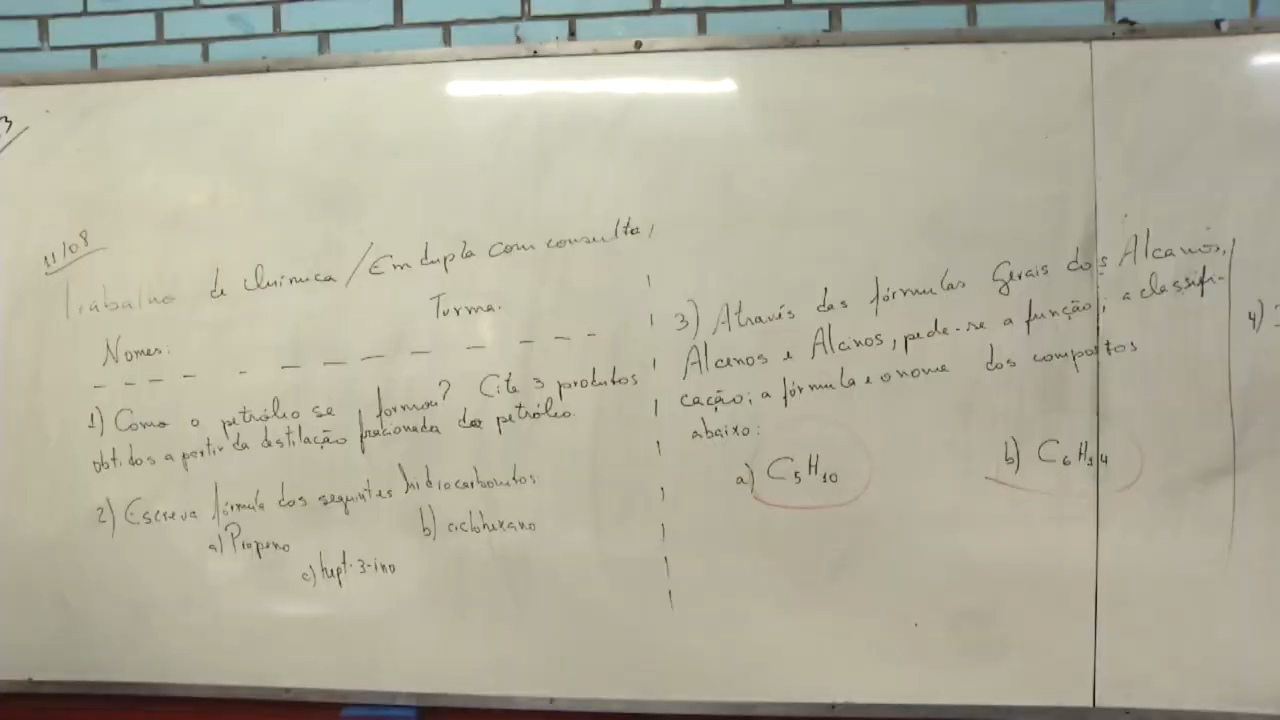 3
11/08
Trabalho de Química / Em dupla com consulta
Nomes: Turma.
1) Como o petróleo se formou? Cite 3 produtos
obtidos a partir da destilação fracionada do petróleo.
2) Escreva fórmula dos seguintes hidrocarbonetos:
a) Propeno b) ciclohexano
c) hept-3-ino
3) Através das fórmulas Gerais dos Alcanos,
Alcenos e Alcinos, pede-se a função; a classifi-
cação; a fórmula e o nome dos compostos
abaixo:
a) C₅H₁₀ b) C₆H₁₄
4)